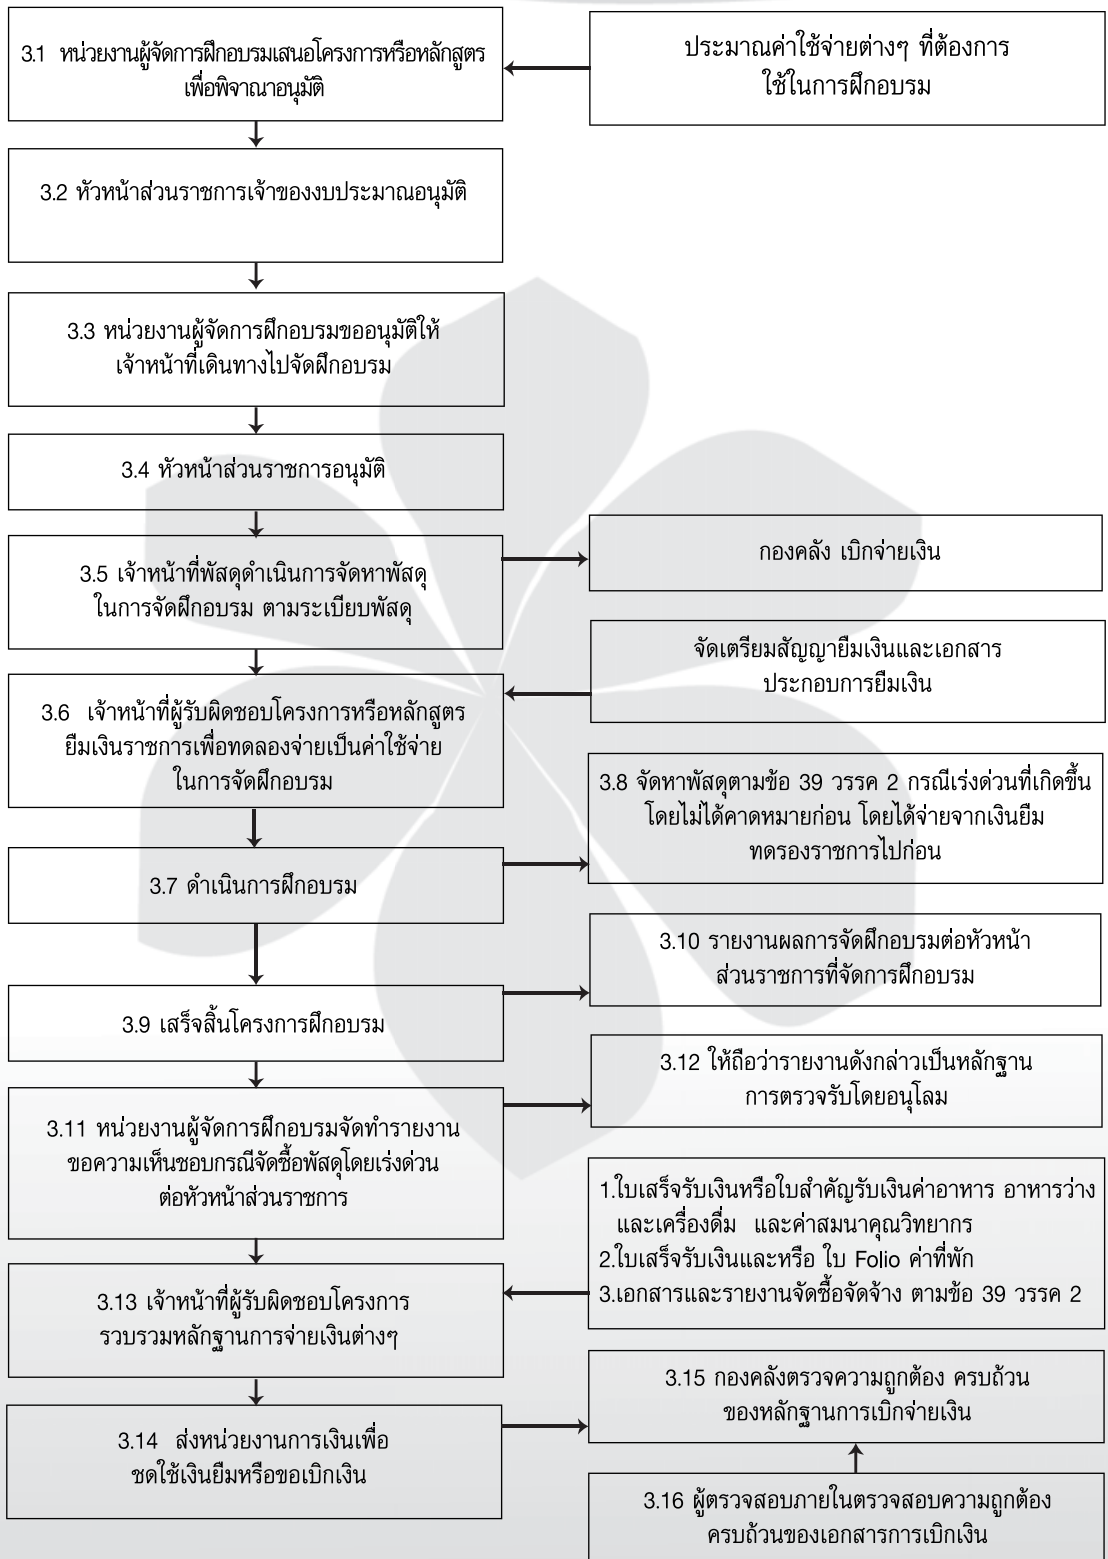 3.1 หน่วยงานผู้จัดการฝึกอบรมเสนอโครงการหรือหลักสูตร
เพื่อพิจาณาอนุมัติ
ประมาณค่าใช้จ่ายต่างๆ ที่ต้องการ
ใช้ในการฝึกอบรม
3.2 หัวหน้าส่วนราชการเจ้าของงบประมาณอนุมัติ
3.3 หน่วยงานผู้จัดการฝึกอบรมขออนุมัติให้
เจ้าหน้าที่เดินทางไปจัดฝึกอบรม
3.4 หัวหน้าส่วนราชการอนุมัติ
3.5 เจ้าหน้าที่พัสดุดำเนินการจัดหาพัสดุ
ในการจัดฝึกอบรม ตามระเบียบพัสดุ
กองคลัง เบิกจ่ายเงิน
จัดเตรียมสัญญายืมเงินและเอกสาร
ประกอบการยืมเงิน
3.6 เจ้าหน้าที่ผู้รับผิดชอบโครงการหรือหลักสูตร
ยืมเงินราชการเพื่อทดลองจ่ายเป็นค่าใช้จ่าย
ในการจัดฝึกอบรม
3.8 จัดหาพัสดุตามข้อ 39 วรรค 2 กรณีเร่งด่วนที่เกิดขึ้น
โดยไม่ได้คาดหมายก่อน โดยได้จ่ายจากเงินยืม
ทดรองราชการไปก่อน
3.7 ดำเนินการฝึกอบรม
3.10 รายงานผลการจัดฝึกอบรมต่อหัวหน้า
ส่วนราชการที่จัดการฝึกอบรม
3.9 เสร็จสิ้นโครงการฝึกอบรม
3.12 ให้ถือว่ารายงานดังกล่าวเป็นหลักฐาน
การตรวจรับโดยอนุโลม
3.11 หน่วยงานผู้จัดการฝึกอบรมจัดทำรายงาน
ขอความเห็นชอบกรณีจัดซื้อพัสดุโดยเร่งด่วน
ต่อหัวหน้าส่วนราชการ
1.ใบเสร็จรับเงินหรือใบสำคัญรับเงินค่าอาหาร อาหารว่าง
และเครื่องดื่ม และค่าสมนาคุณวิทยากร
2.ใบเสร็จรับเงินและหรือ ใบ Folio ค่าที่พัก
3.เอกสารและรายงานจัดซื้อจัดจ้าง ตามข้อ 39 วรรค 2
3.13 เจ้าหน้าที่ผู้รับผิดชอบโครงการ
รวบรวมหลักฐานการจ่ายเงินต่างๆ
3.15 กองคลังตรวจความถูกต้อง ครบถ้วน
ของหลักฐานการเบิกจ่ายเงิน
3.14 ส่งหน่วยงานการเงินเพื่อ
ชดใช้เงินยืมหรือขอเบิกเงิน
3.16 ผู้ตรวจสอบภายในตรวจสอบความถูกต้อง
ครบถ้วนของเอกสารการเบิกเงิน